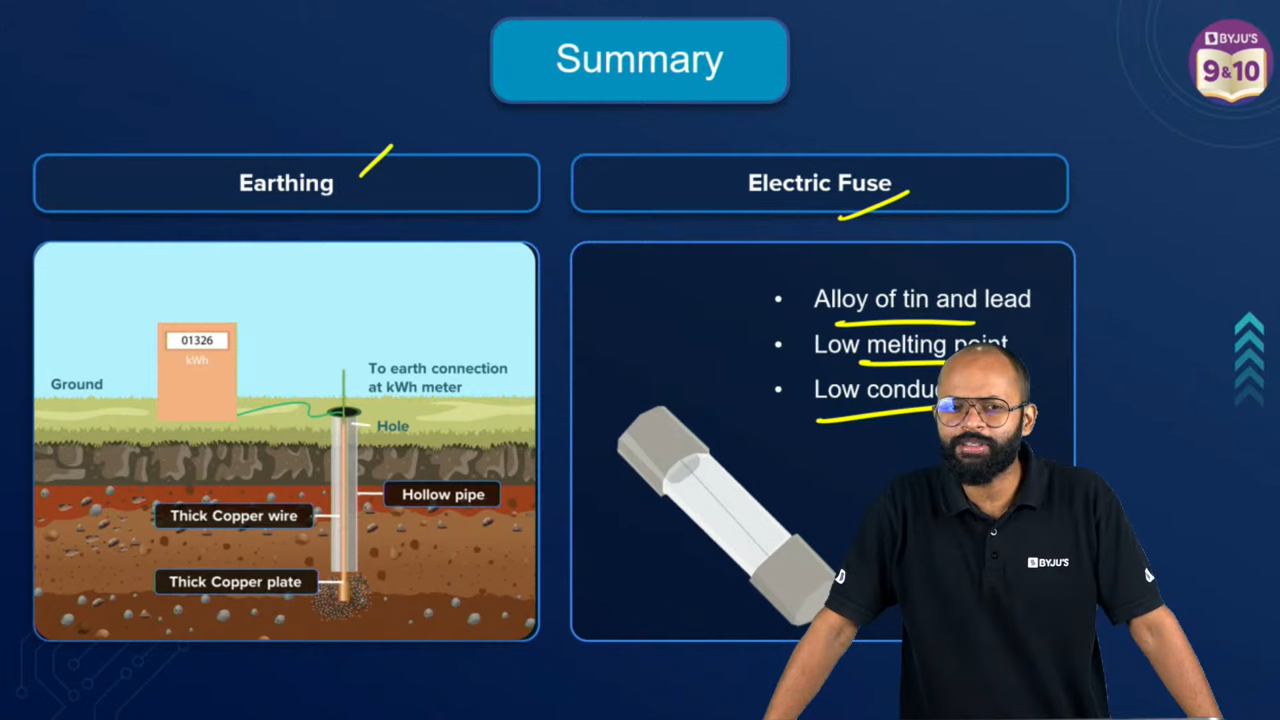 Summary
BYJU'S
9&10
Earthing
Electric Fuse
01326
kWh
Ground
To earth connection
at kWh meter
Hole
Hollow pipe
Thick Copper wire
Thick Copper plate
• Alloy of tin and lead
• Low melting point
• Low
BYJU'S